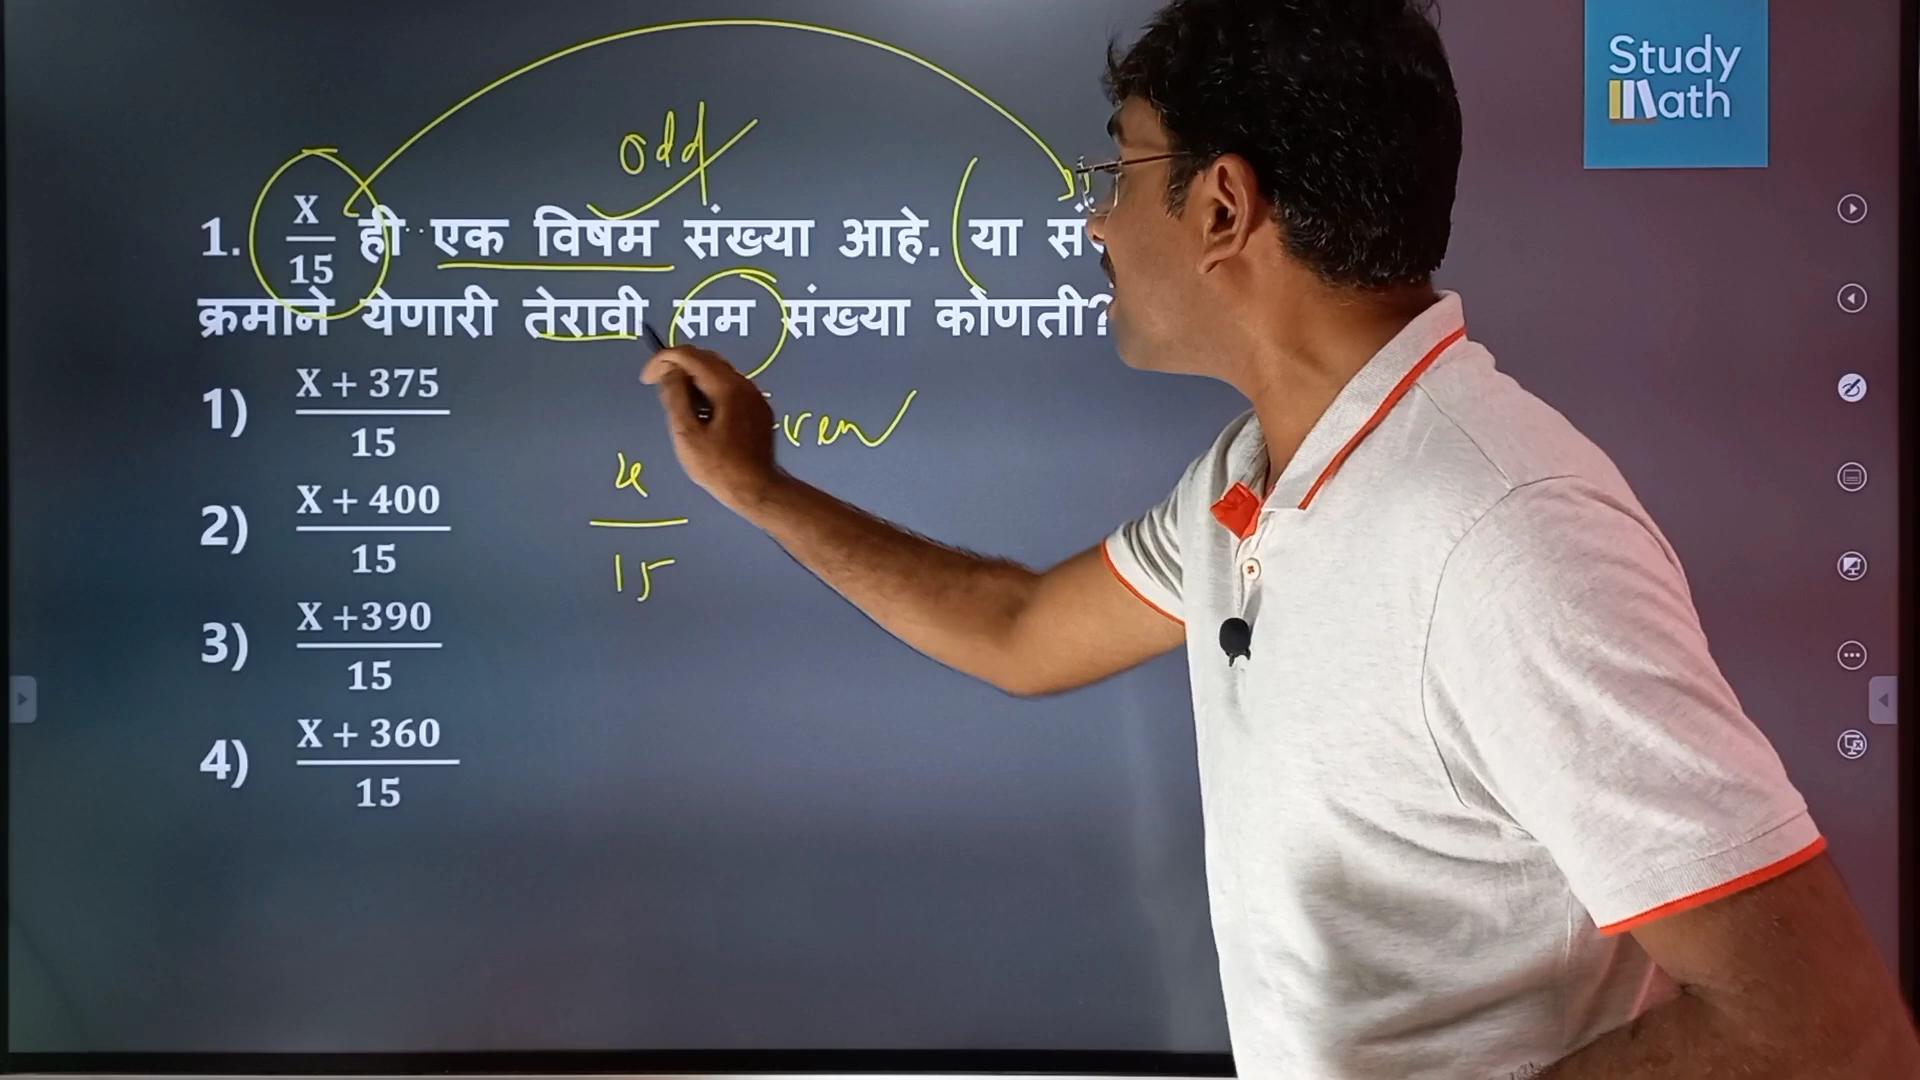 Study
Math
odd
1. X/15 ही एक विषम संख्या आहे. या
क्रमाने येणारी तेरावी सम संख्या कोणती?
Even
1) X + 375
15
2) X + 400
15
x
15
3) X +390
15
4) X + 360
15